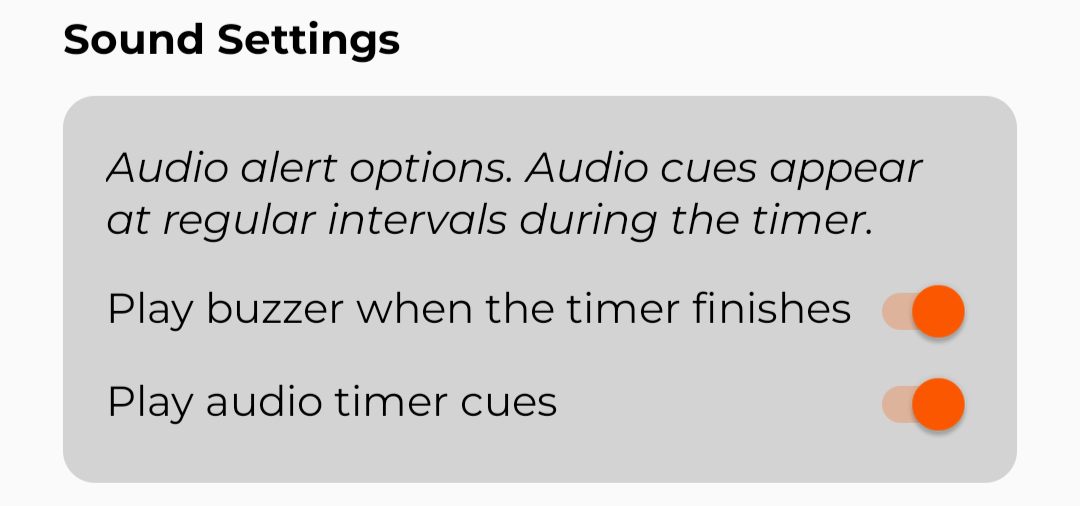 Sound Settings
Audio alert options. Audio cues appear
at regular intervals during the timer.
Play buzzer when the timer finishes
Play audio timer cues